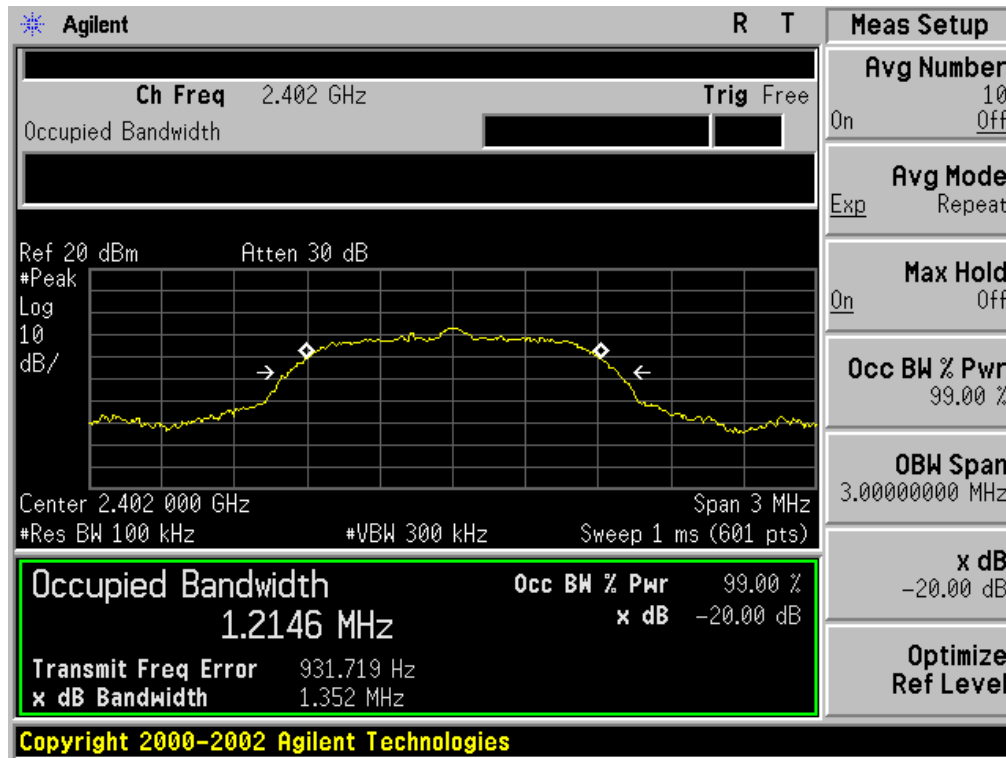 Agilent R T
Ch Freq 2.402 GHz Trig Free
Occupied Bandwidth
Ref 20 dBm Atten 30 dB
#Peak
Log
10
dB/
Center 2.402 000 GHz Span 3 MHz
#Res BW 100 kHz #VBW 300 kHz Sweep 1 ms (601 pts)
Occupied Bandwidth Occ BW % Pwr 99.00 %
1.2146 MHz x dB -20.00 dB
Transmit Freq Error 931.719 Hz
x dB Bandwidth 1.352 MHz
Copyright 2000-2002 Agilent Technologies
Meas Setup
Avg Number
10
On Off
Avg Mode
Exp Repeat
Max Hold
On Off
Occ BW % Pwr
99.00 %
OBW Span
3.00000000 MHz
x dB
-20.00 dB
Optimize
Ref Level